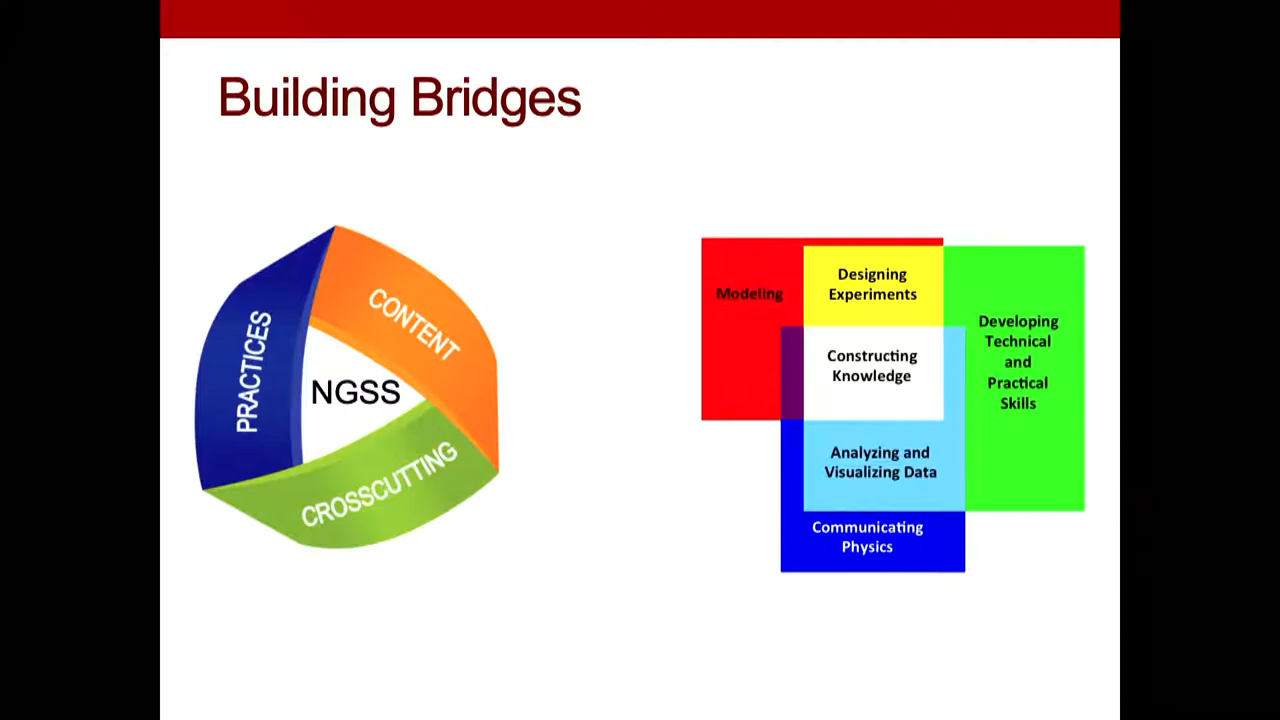 Building Bridges
PRACTICES
CONTENT
NGSS
CROSSCUTTING
Modeling
Designing
Experiments
Constructing
Knowledge
Developing
Technical
and
Practical
Skills
Analyzing and
Visualizing Data
Communicating
Physics